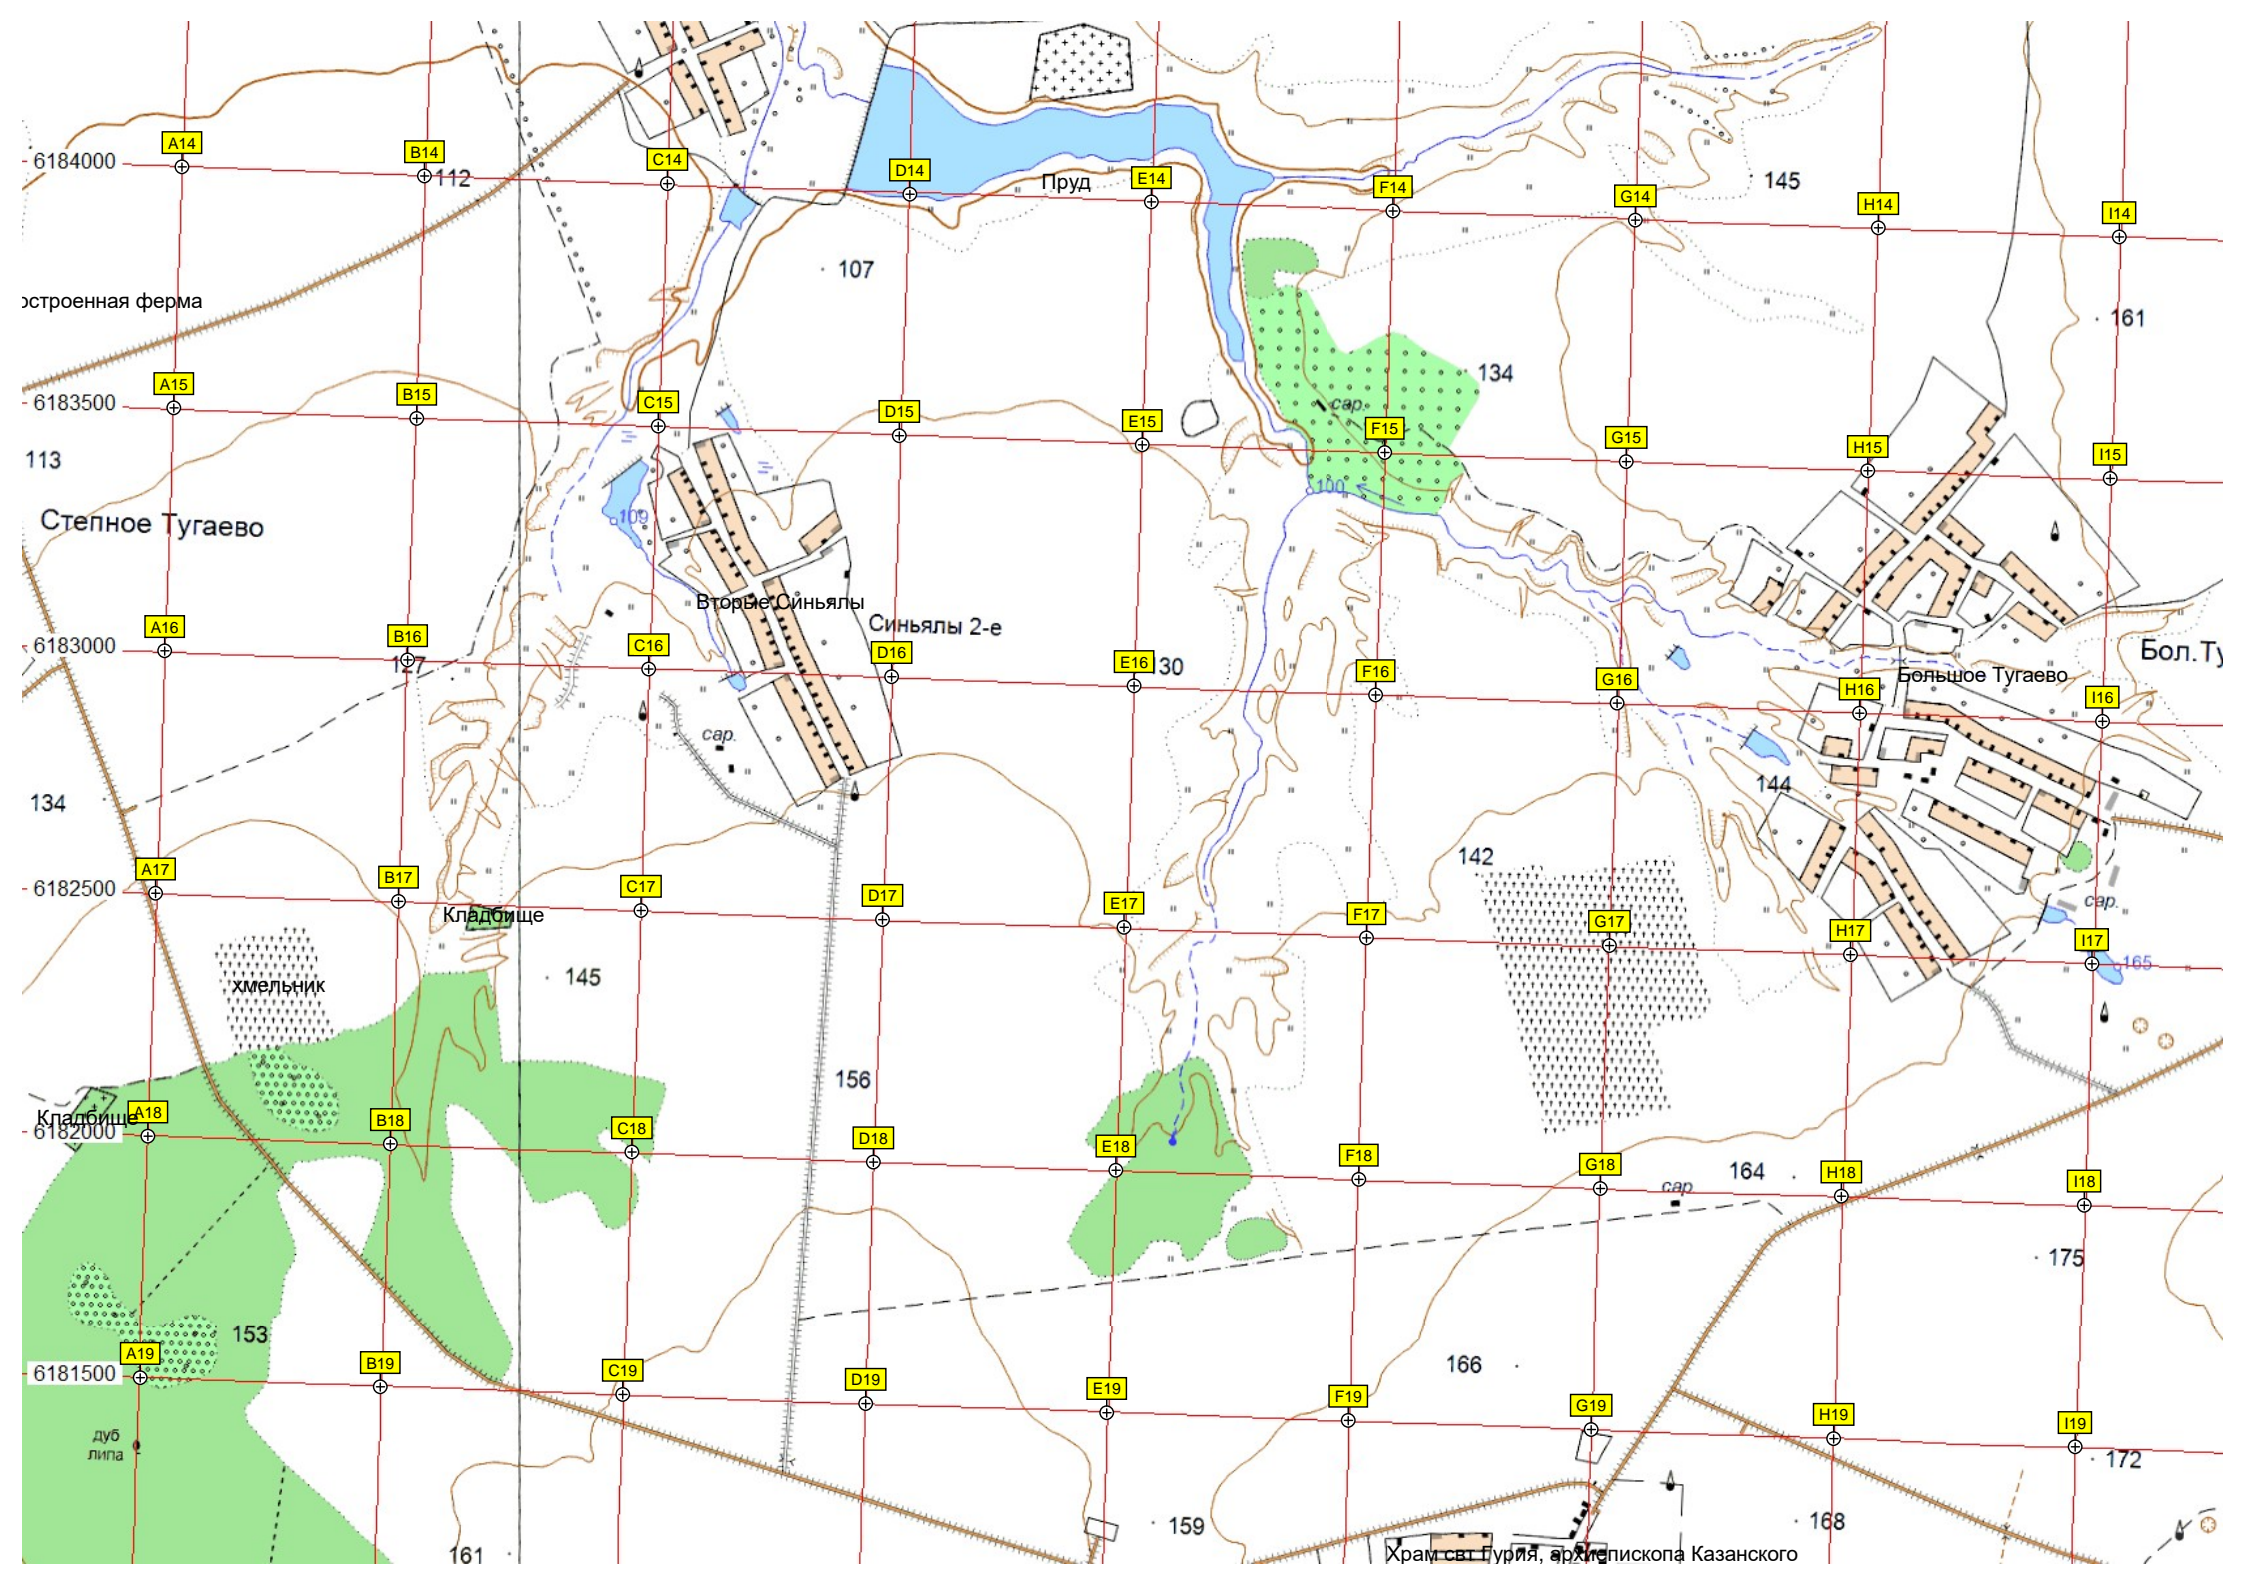 A14 B14 C14 D14 E14 F14 G14 H14 I14
6184000
112
Пруд
145
остроенная ферма
107
161
134
сар.
A15 B15 C15 D15 E15 F15 G15 H15 I15
6183500
113
100
109
Степное Тугаево
Вторые Синьялы
Синьялы 2-е
A16 B16 C16 D16 E16 F16 G16 H16 I16
6183000
127
130
Бол.Ту
Большое Тугаево
сар.
144
134
142
A17 B17 C17 D17 E17 F17 G17 H17 I17
6182500
Кладбище
сар.
165
145
хмельник
156
Кладбище
A18 B18 C18 D18 E18 F18 G18 H18 I18
6182000
164
сар
175
153
166
A19 B19 C19 D19 E19 F19 G19 H19 I19
6181500
дуб
липа
172
159
168
161
Храм свт Гурия, архиепископа Казанского